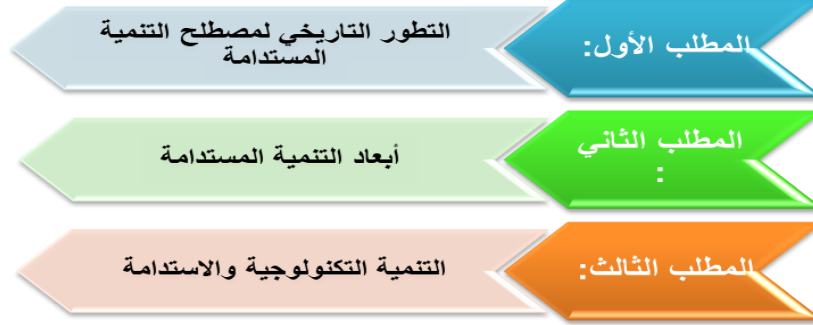 المطلب الأول:
التطور التاريخي لمصطلح التنمية
المستدامة
المطلب الثاني
:
أبعاد التنمية المستدامة
المطلب الثالث:
التنمية التكنولوجية والاستدامة